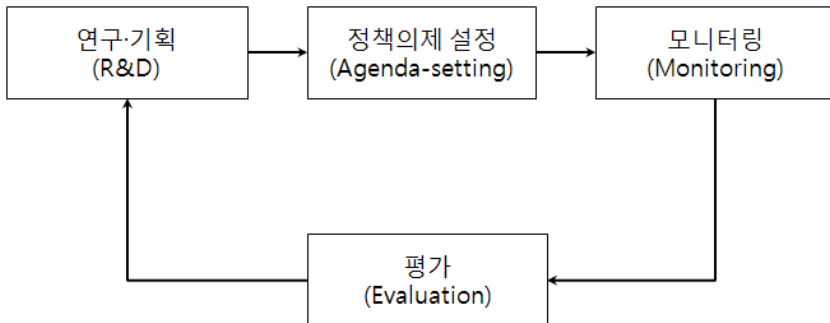 연구·기획
(R&D)
정책의제 설정
(Agenda-setting)
모니터링
(Monitoring)
평가
(Evaluation)